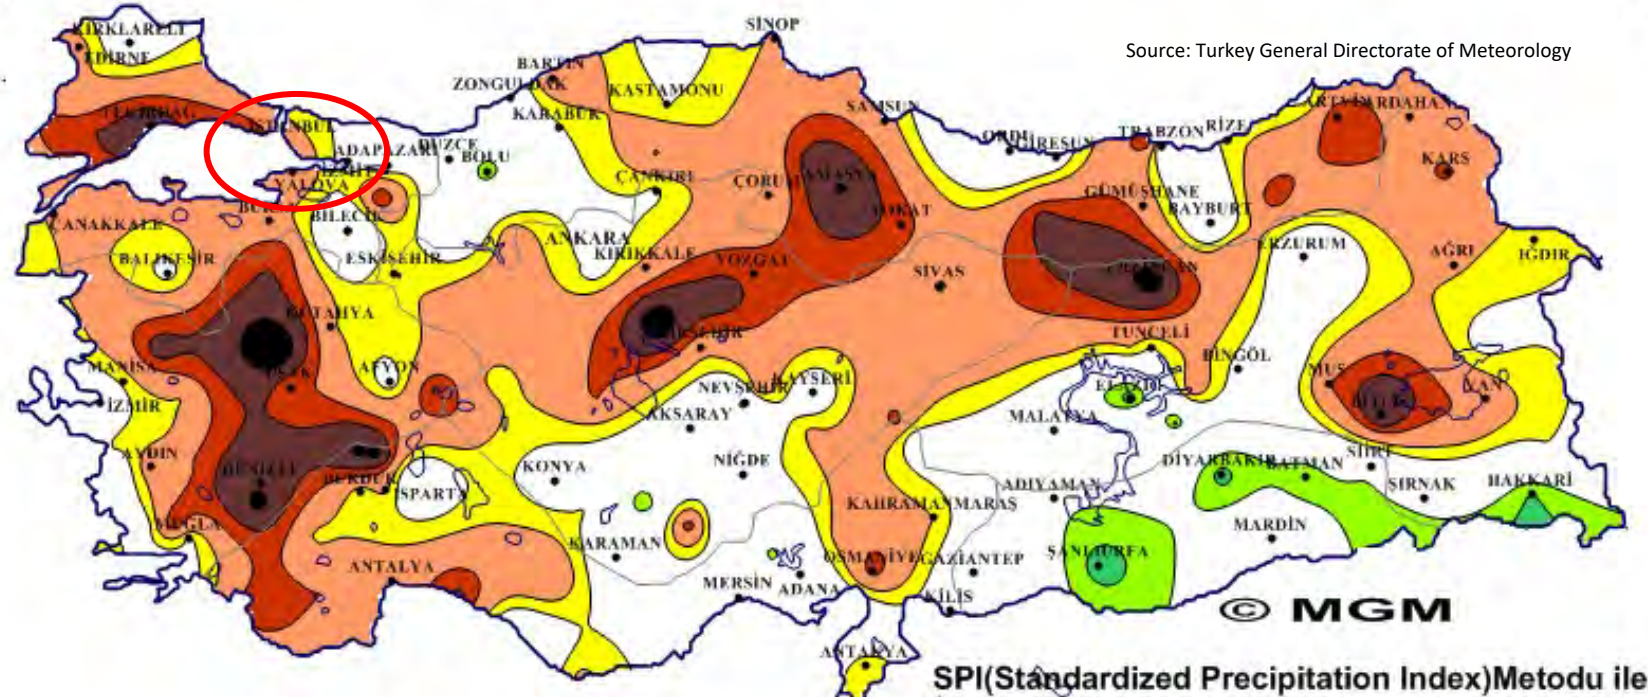 SİNOP
KIRKLARELİ
Source: Turkey General Directorate of Meteorology
EDİRNE
BARTIN
ZONGULDAK
KASTAMONU
KARABÜK
SAMSUN
ARTVİN
ARDAHAN
TEKİRDAĞ
İSTANBUL
ORDU
GİRESUN
TRABZON
RİZE
ADAPAZARI
DÜZCE
BOLU
KARS
İZMİT
YALOVA
ÇANKIRI
ÇORUM
AMASYA
GÜMÜŞHANE
BİLECİK
TOKAT
BAYBURT
ÇANAKKALE
ANKARA
ERZURUM
BALIKESİR
ESKİŞEHİR
KIRIKKALE
YOZGAT
SİVAS
AĞRI
IĞDIR
KÜTAHYA
TUNCELİ
MANİSA
AFYON
BİNGÖL
MUŞ
NEVŞEHİR
KAYSERİ
ELAZIĞ
VAN
İZMİR
AKSARAY
MALATYA
AYDIN
KONYA
NİĞDE
DİYARBAKIR
BATMAN
SİİRT
DENİZLİ
BURDUR
ISPARTA
ADIYAMAN
ŞIRNAK
HAKKARİ
KAHRAMANMARAŞ
MUĞLA
MARDİN
KARAMAN
ANTALYA
OSMANİYE
GAZİANTEP
ŞANLIURFA
MERSİN
ADANA
KİLİS
© MGM
ANTAKYA
SPI(Standardized Precipitation Index)Metodu ile